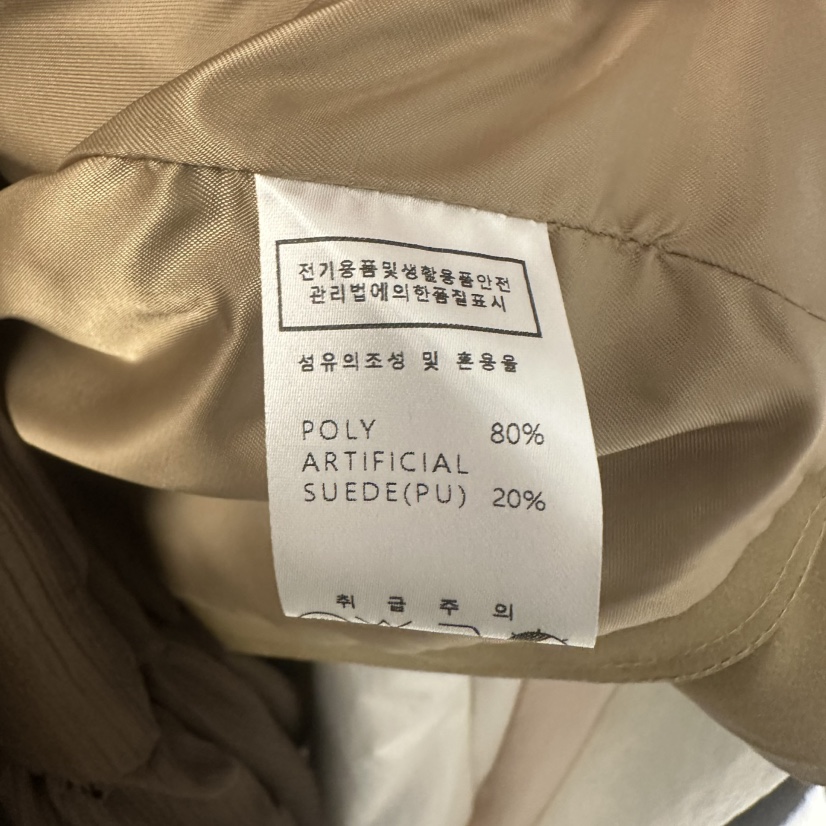 전기용품및생활용품안전
관리법에의한품질표시
섬유의조성 및 혼용율
POLY 80%
ARTIFICIAL
SUEDE(PU) 20%
취 급 주 의